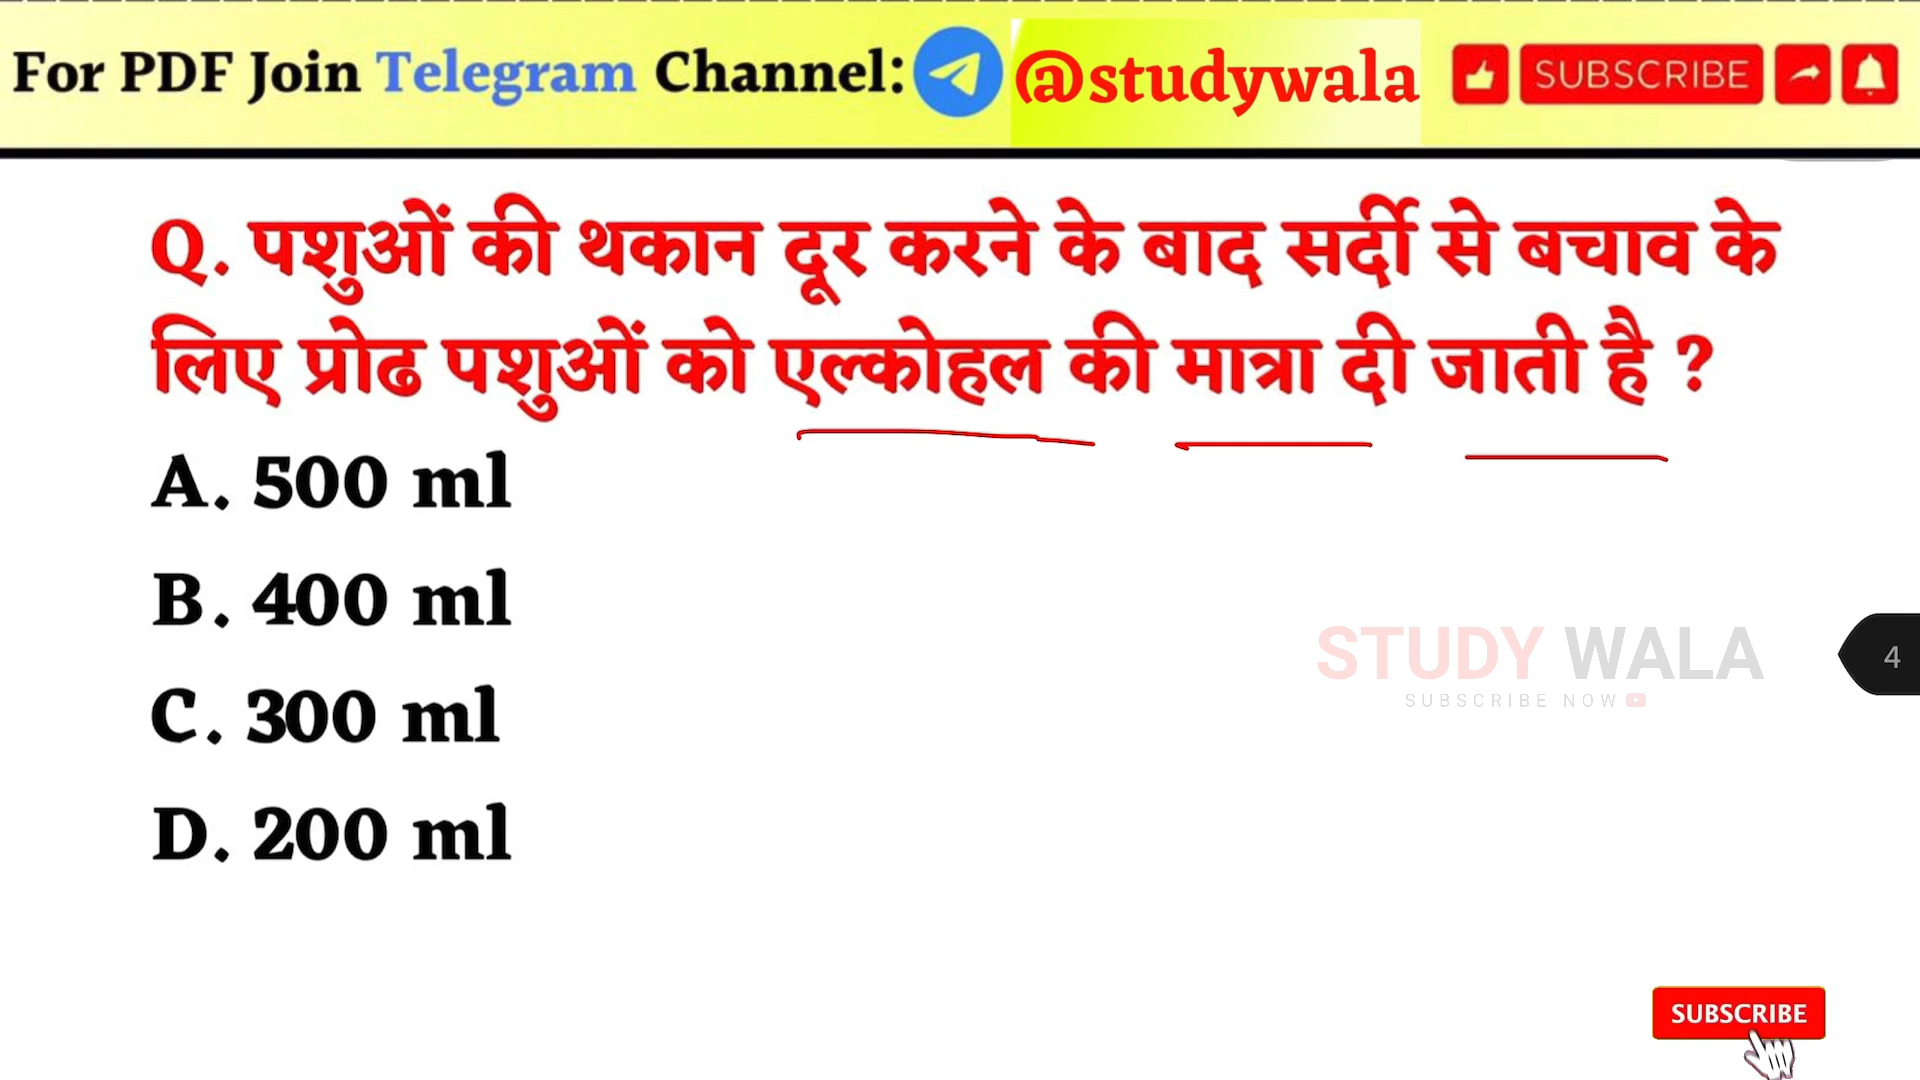 For PDF Join Telegram Channel: @studywala SUBSCRIBE
Q. पशुओं की थकान दूर करने के बाद सर्दी से बचाव के
लिए प्रोढ पशुओं को एल्कोहल की मात्रा दी जाती है ?
A. 500 ml
B. 400 ml
C. 300 ml
D. 200 ml
STUDY WALA
SUBSCRIBE NOW
4
SUBSCRIBE